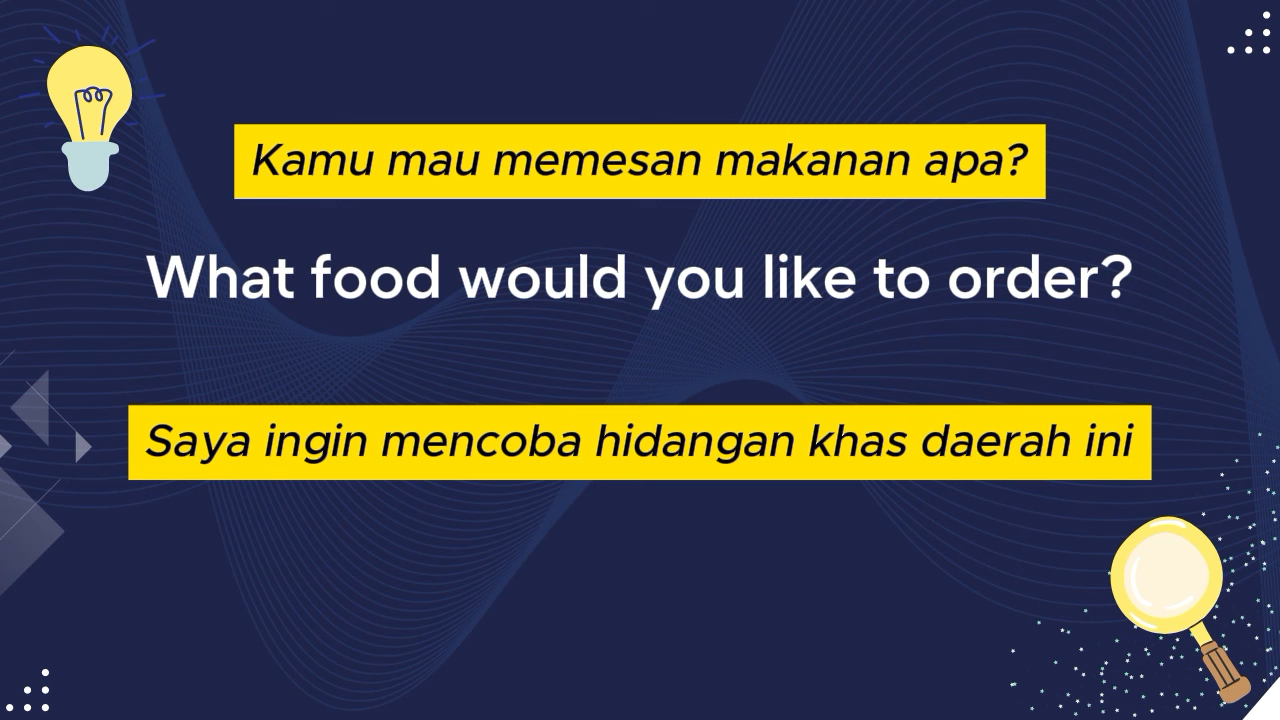 Kamu mau memesan makanan apa?
What food would you like to order?
Saya ingin mencoba hidangan khas daerah ini